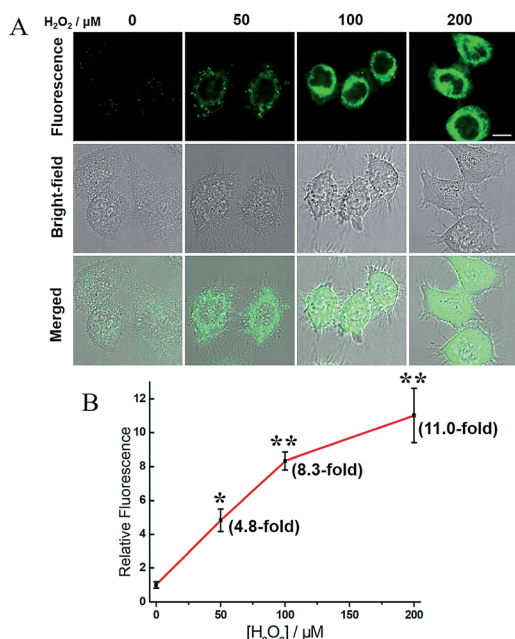 A
H₂O₂ / μM 0 50 100 200
Fluorescence
Bright-field
Merged
B
Relative Fluorescence
14
12
10
8
6
4
2
0
*
(4.8-fold)
**
(8.3-fold)
**
(11.0-fold)
0 50 100 150 200
[H₂O₂] / μM